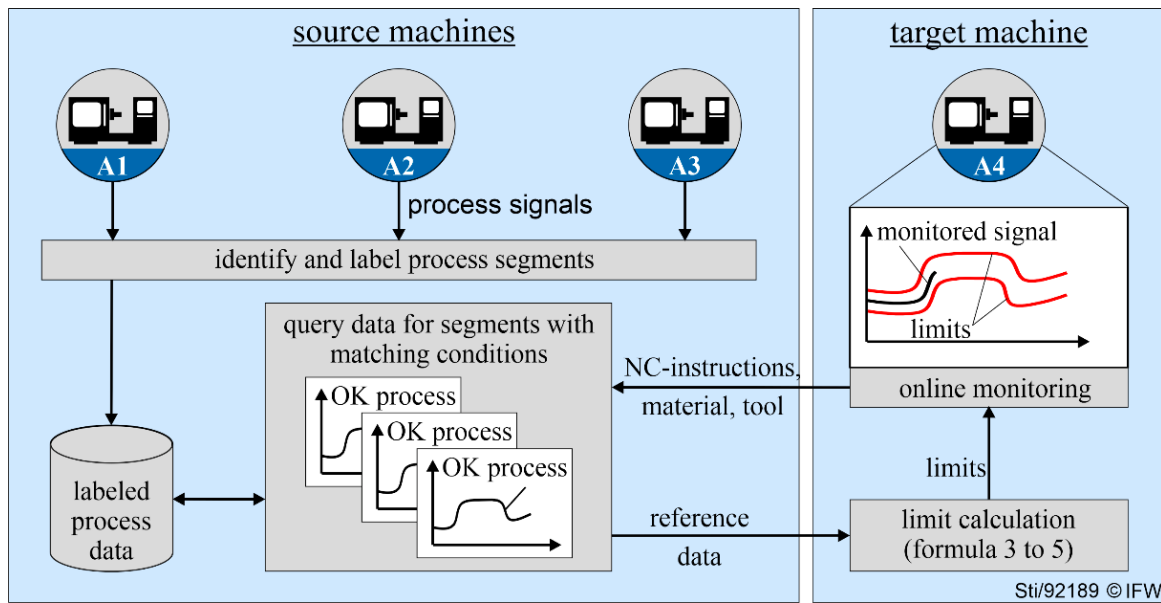 source machines
target machine
A1
A2
A3
A4
process signals
identify and label process segments
monitored signal
limits
query data for segments with
matching conditions
OK process
OK process
OK process
NC-instructions,
material, tool
online monitoring
labeled
process
data
limits
reference
data
limit calculation
(formula 3 to 5)
Sti/92189 © IFW